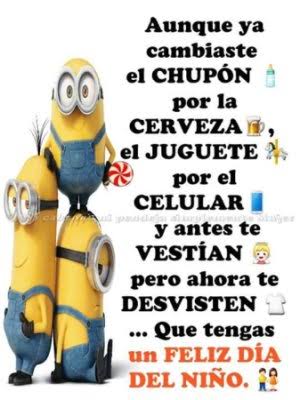 Aunque ya
cambiaste
el CHUPÓN 🍼
por la
CERVEZA🍺,
el JUGUETE 🎠
por el
CELULAR📱
y antes te
VESTÍAN 👸
pero ahora te
DESVISTEN 👕
... Que tengas
un FELIZ DÍA
DEL NIÑO. 👫